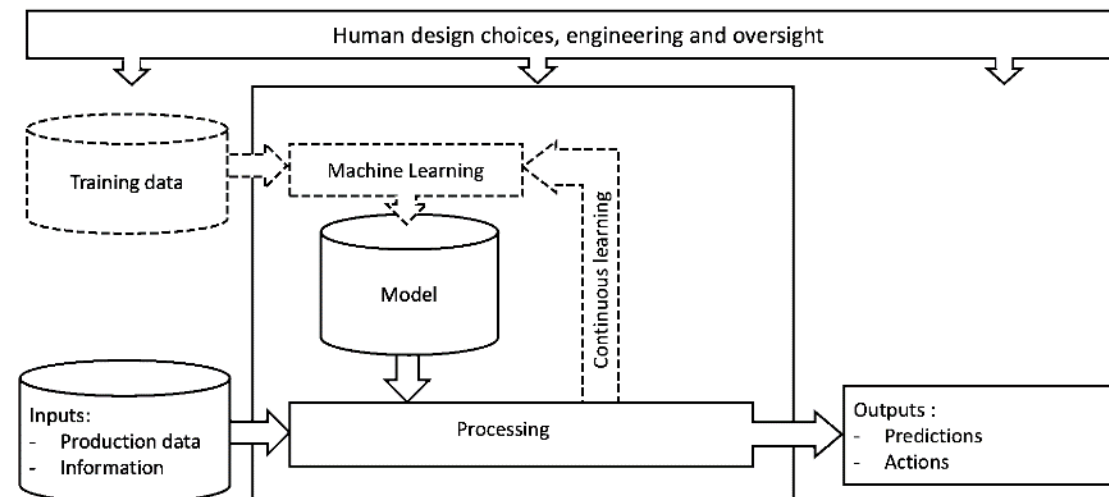 Human design choices, engineering and oversight
Training data
Machine Learning
Continuous learning
Model
Inputs:
- Production data
- Information
Processing
Outputs :
- Predictions
- Actions